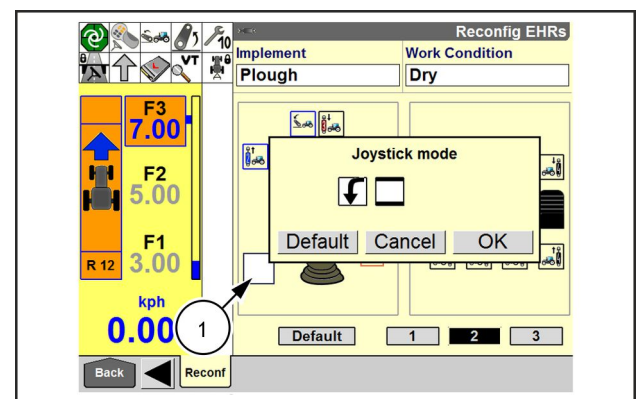 Reconfig EHRs
10
VT
Implement
Work Condition
Plough
Dry
F3
7.00
Joystick mode
F2
5.00
Default Cancel OK
F1
R 12 3.00
kph
0.00
1
Default 1 2 3
Back Reconf